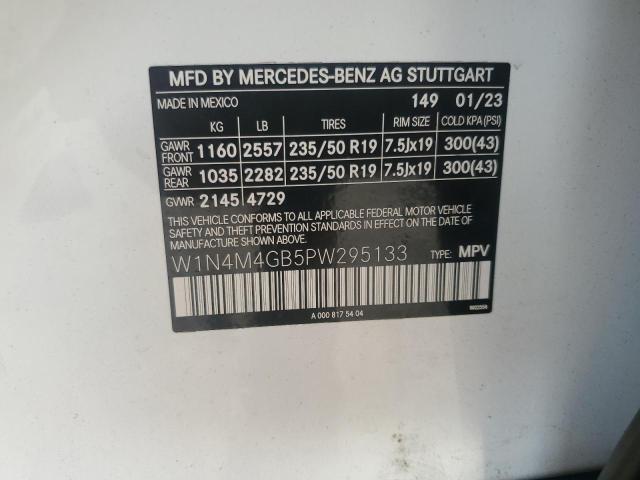 MFD BY MERCEDES-BENZ AG STUTTGART
MADE IN MEXICO 149 01/23
KG LB TIRES RIM SIZE COLD KPA(PSI)
GAWR FRONT 1160 2557 235/50 R19 7.5Jx19 300(43)
GAWR REAR 1035 2282 235/50 R19 7.5Jx19 300(43)
GVWR 2145 4729
THIS VEHICLE CONFORMS TO ALL APPLICABLE FEDERAL MOTOR VEHICLE
SAFETY AND THEFT PREVENTION STANDARDS IN EFFECT ON THE DATE OF
MANUFACTURE SHOWN ABOVE.
W1N4M4GB5PW295133 TYPE: MPV
A 000 817 54 04